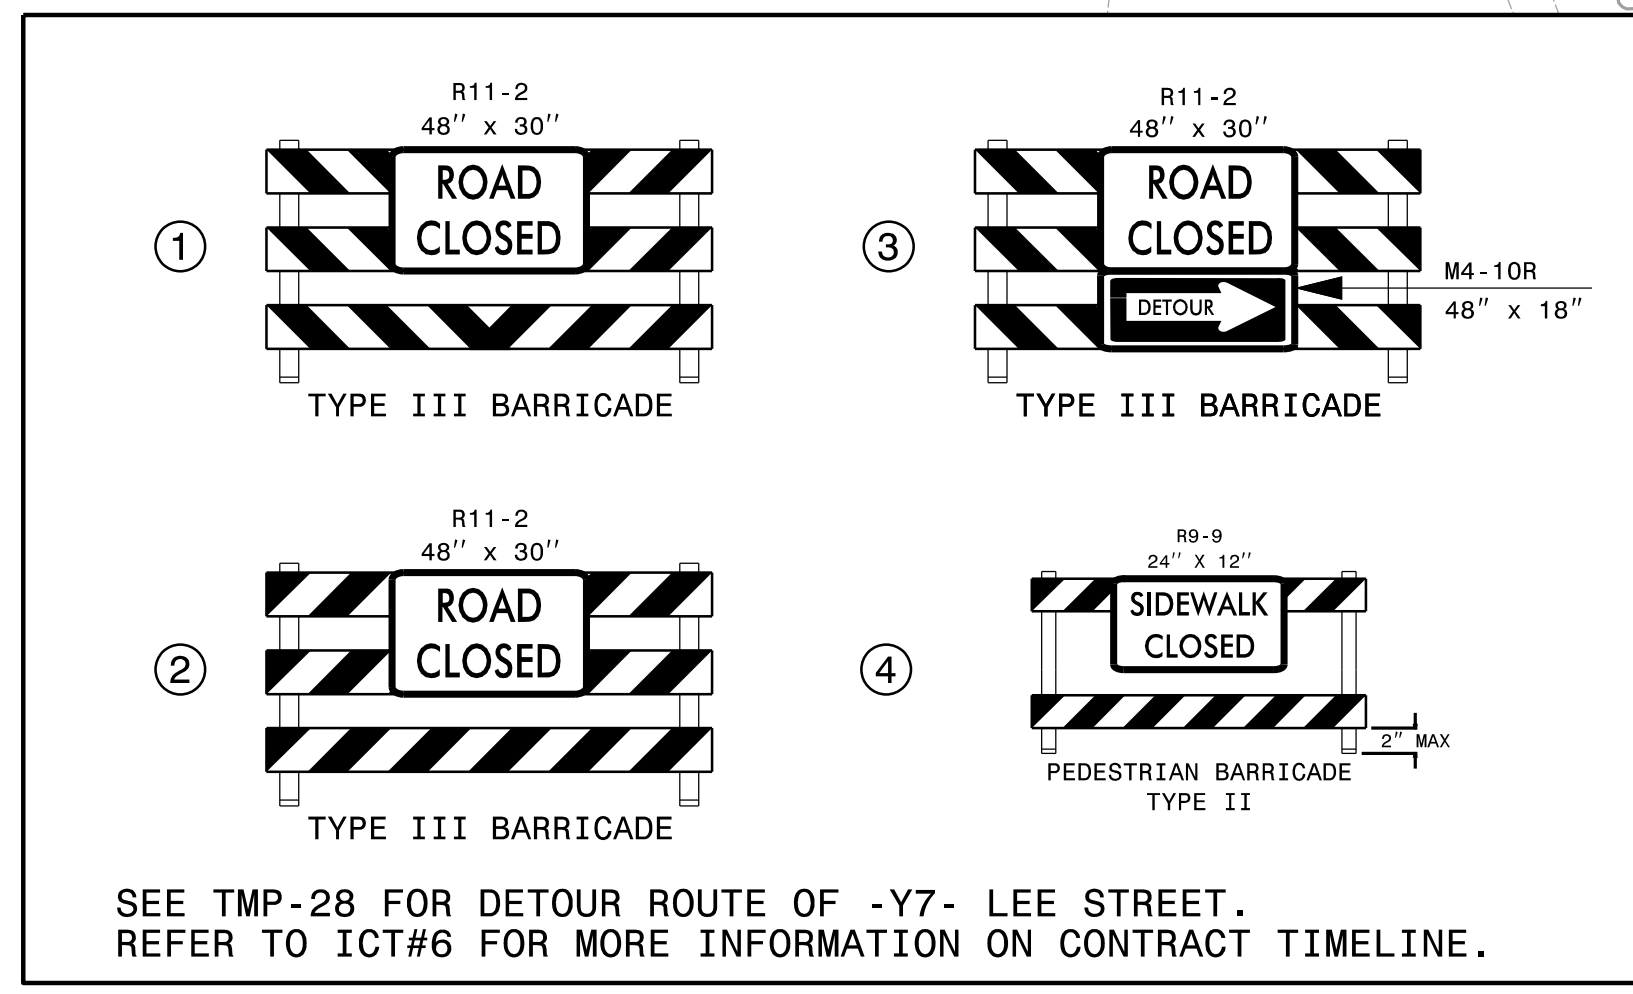 R11-2
48" x 30"
ROAD
CLOSED
1
TYPE III BARRICADE
R11-2
48" x 30"
ROAD
CLOSED
3
M4-10R
48" x 18"
DETOUR
TYPE III BARRICADE
R11-2
48" x 30"
ROAD
CLOSED
2
TYPE III BARRICADE
R9-9
24" X 12"
SIDEWALK
CLOSED
4
2" MAX
PEDESTRIAN BARRICADE
TYPE II
SEE TMP-28 FOR DETOUR ROUTE OF -Y7- LEE STREET.
REFER TO ICT#6 FOR MORE INFORMATION ON CONTRACT TIMELINE.